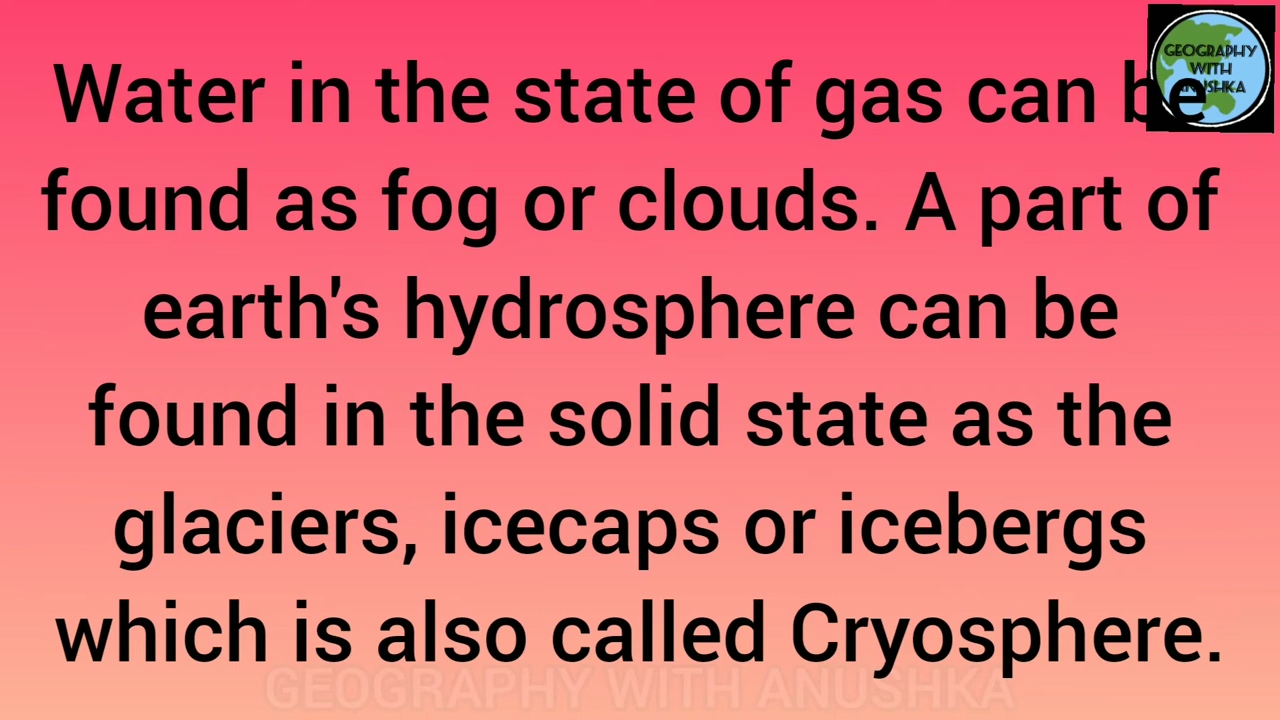 Water in the state of gas can be
GEOGRAPHY
WITH
ANUSHKA
found as fog or clouds. A part of
earth's hydrosphere can be
found in the solid state as the
glaciers, icecaps or icebergs
which is also called Cryosphere.
GEOGRAPHY WITH ANUSHKA